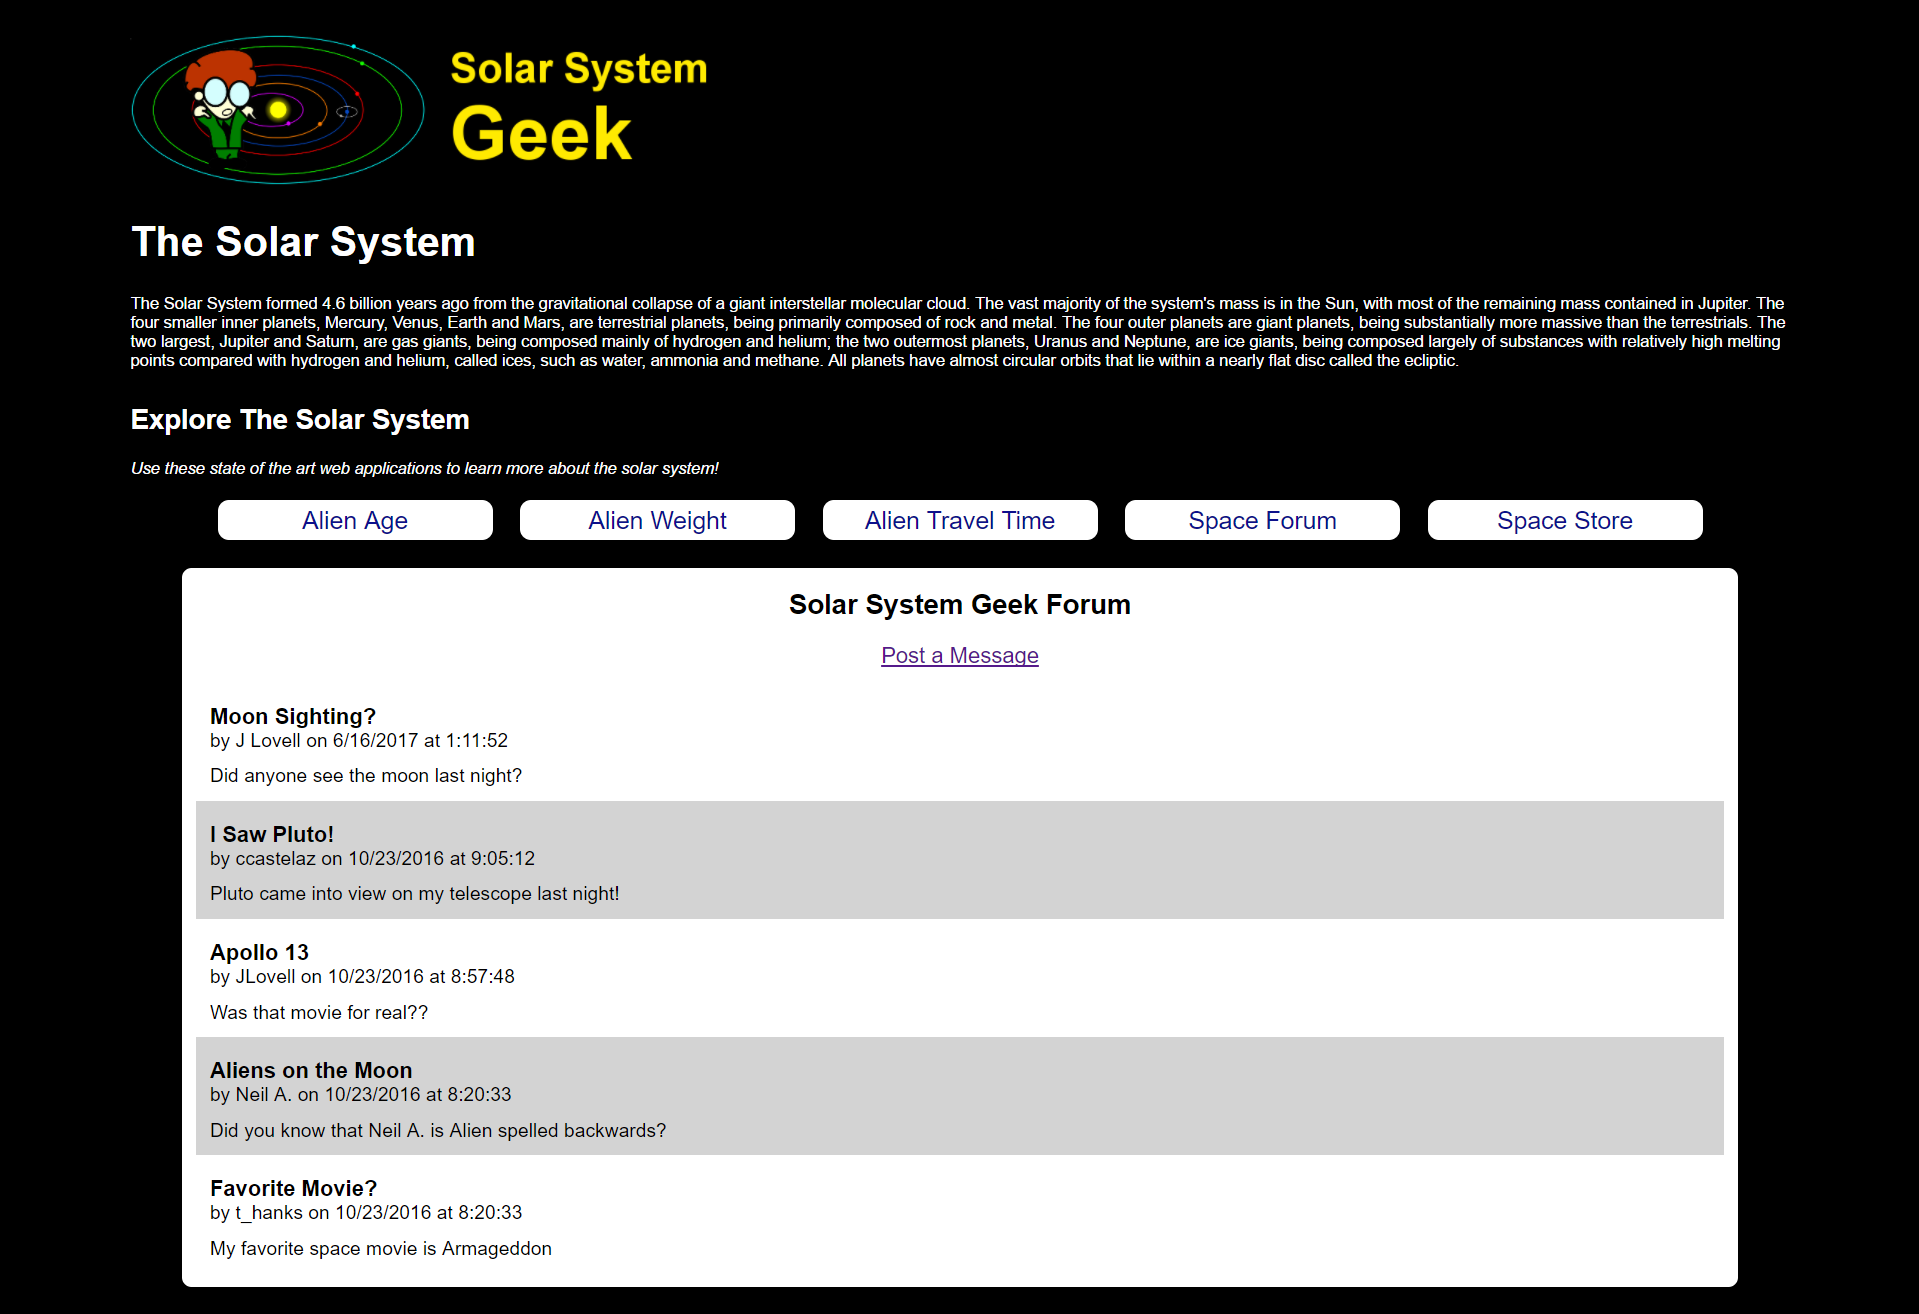 Solar System
Geek
The Solar System
The Solar System formed 4.6 billion years ago from the gravitational collapse of a giant interstellar molecular cloud. The vast majority of the system's mass is in the Sun, with most of the remaining mass contained in Jupiter. The
four smaller inner planets, Mercury, Venus, Earth and Mars, are terrestrial planets, being primarily composed of rock and metal. The four outer planets are giant planets, being substantially more massive than the terrestrials. The
two largest, Jupiter and Saturn, are gas giants, being composed mainly of hydrogen and helium; the two outermost planets, Uranus and Neptune, are ice giants, being composed largely of substances with relatively high melting
points compared with hydrogen and helium, called ices, such as water, ammonia and methane. All planets have almost circular orbits that lie within a nearly flat disc called the ecliptic.
Explore The Solar System
Use these state of the art web applications to learn more about the solar system!
Alien Age Alien Weight Alien Travel Time Space Forum Space Store
Solar System Geek Forum
Post a Message
Moon Sighting?
by J Lovell on 6/16/2017 at 1:11:52
Did anyone see the moon last night?
I Saw Pluto!
by ccastelaz on 10/23/2016 at 9:05:12
Pluto came into view on my telescope last night!
Apollo 13
by JLovell on 10/23/2016 at 8:57:48
Was that movie for real??
Aliens on the Moon
by Neil A. on 10/23/2016 at 8:20:33
Did you know that Neil A. is Alien spelled backwards?
Favorite Movie?
by t_hanks on 10/23/2016 at 8:20:33
My favorite space movie is Armageddon